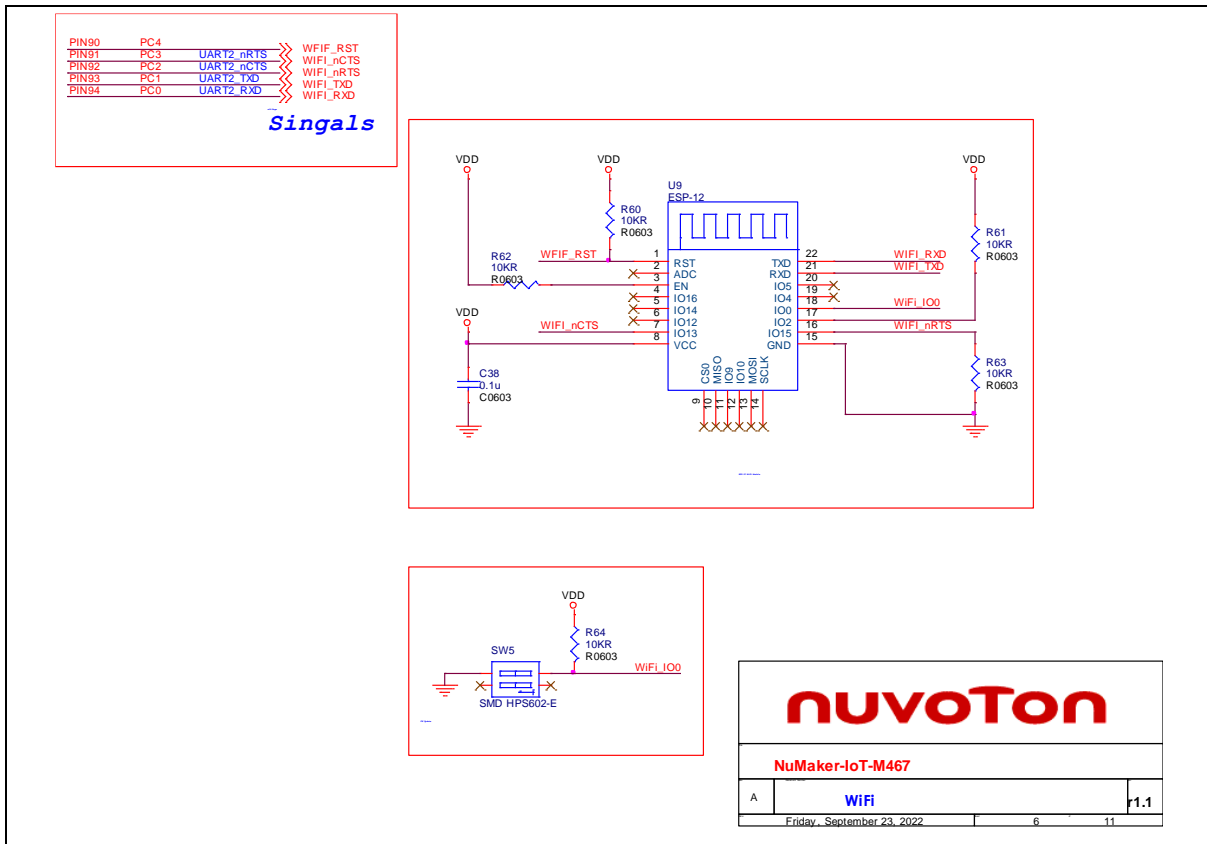 PIN90 PC4 WFIF_RST
PIN91 PC3 UART2_nRTS WIFI_nCTS
PIN92 PC2 UART2_nCTS WIFI_nRTS
PIN93 PC1 UART2_TXD WIFI_TXD
PIN94 PC0 UART2_RXD WIFI_RXD
Singals
VDD
VDD
VDD
U9
ESP-12
R60
10KR
R0603
R61
10KR
R0603
R62
10KR
R0603
WFIF_RST
1 RST
2 ADC
3 EN
4 IO16
5 IO14
6 IO12
WIFI_nCTS
7 IO13
8 VCC
TXD 22 WIFI_RXD
RXD 21 WIFI_TXD
IO5 20
IO4 19
IO0 18 WiFi_IO0
IO2 17
IO15 16 WIFI_nRTS
GND 15
VDD
C38
0.1u
C0603
R63
10KR
R0603
CS0
MISO
IO9
IO10
MOSI
SCLK
9
10
11
12
13
14
VDD
R64
10KR
R0603
SW5
WiFi_IO0
SMD HPS602-E
nuvoTon
NuMaker-IoT-M467
A
WiFi
r1.1
Friday, September 23, 2022
6
11